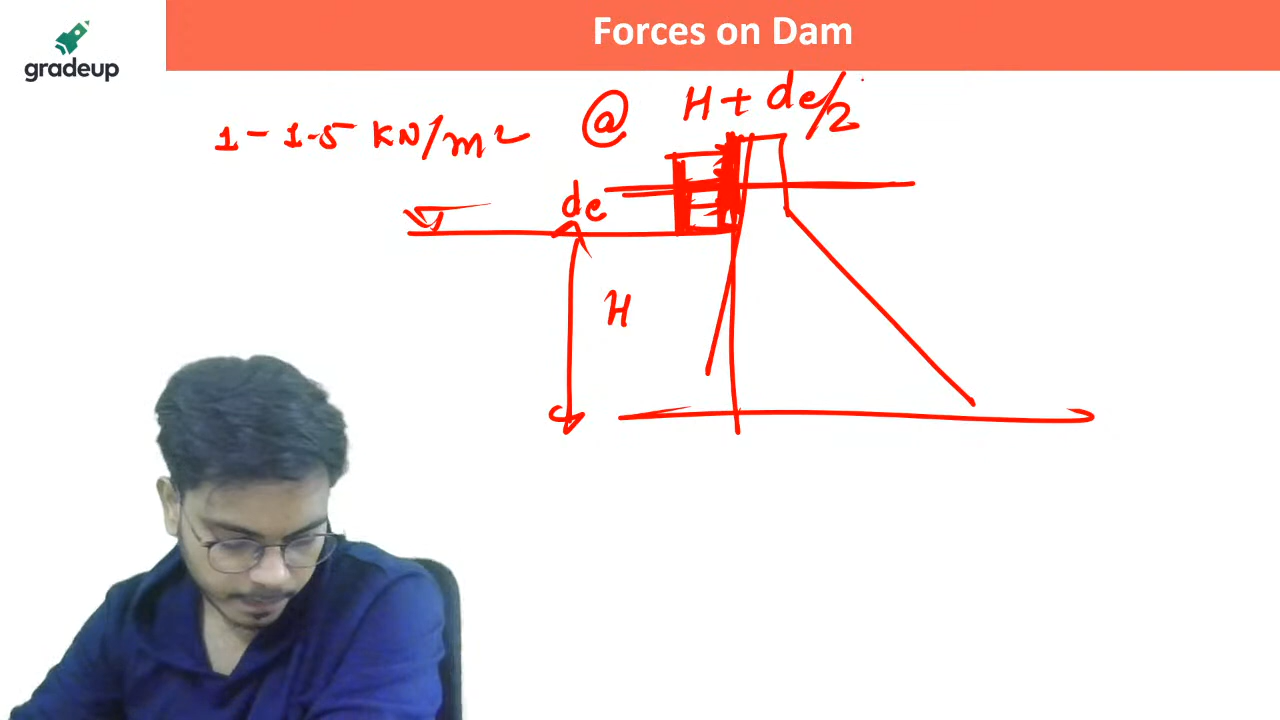 Forces on Dam
gradeup
1 - 1.5 KN/m² @ H + de/2
de
H